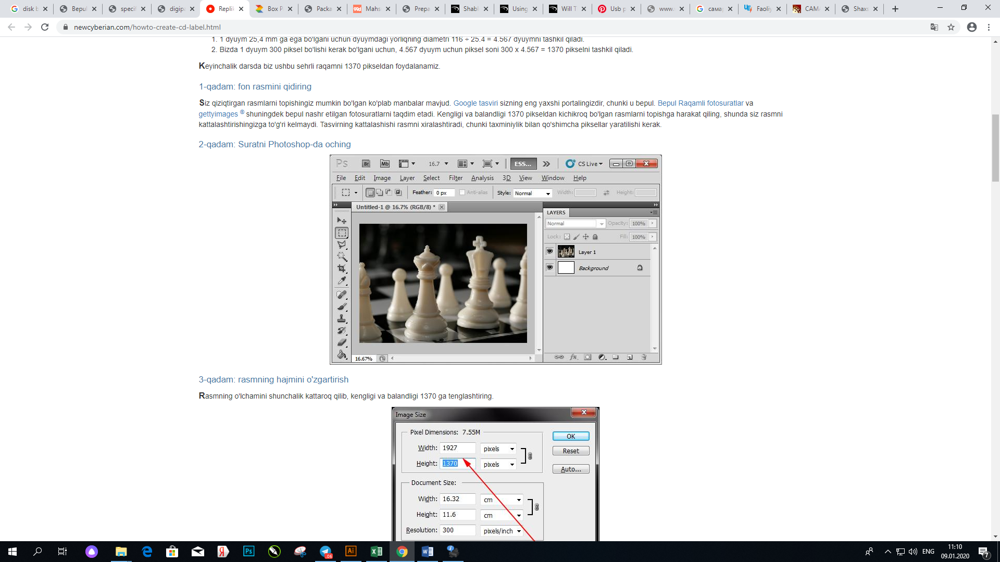 disk b
Bepul
specif
digipa
Replik
Box P
Packa
Mahs
Prepa
Shabl
Using
Will T
Usb p
www.
самар
Faoliy
САМА
Shaxs
newcyberian.com/howto-create-cd-label.html
1. 1 dyuym 25,4 mm ga ega bo'lgani uchun dyuymdagi yorliqning diametri 116 ÷ 25.4 = 4.567 dyuymni tashkil qiladi.
2. Bizda 1 dyuym 300 piksel bo'lishi kerak bo'lgani uchun, 4.567 dyuym uchun piksel soni 300 x 4.567 = 1370 pikselni tashkil qiladi.
Keyinchalik darsda biz ushbu sehrli raqamni 1370 pikseldan foydalanamiz.
1-qadam: fon rasmini qidiring
Siz qiziqtirgan rasmlarni topishingiz mumkin bo'lgan ko'plab manbalar mavjud. Google tasviri sizning eng yaxshi portalingizdir, chunki u bepul. Bepul Raqamli fotosuratlar va
gettyimages ® shuningdek bepul nashr etilgan fotosuratlarni taqdim etadi. Kengligi va balandligi 1370 pikseldan kichikroq bo'lgan rasmlarni topishga harakat qiling, shunda siz rasmni
kattalashtirishingizga to'g'ri kelmaydi. Tasvirning kattalashishi rasmni xiralashtiradi, chunki taxminiylik bilan qo'shimcha piksellar yaratilishi kerak.
2-qadam: Suratni Photoshop-da oching
Ps Br Mb 16.7 ESS... CS Live
File Edit Image Layer Select Filter Analysis 3D View Window Help
Feather: 0 px Anti-alias Style: Normal Width: Height:
Untitled-1 @ 16.7% (RGB/8) *
LAYERS
Normal Opacity: 100%
Lock: Fill: 100%
Layer 1
Background
16.67%
3-qadam: rasmning hajmini o'zgartirish
Rasmning o'lchamini shunchalik kattaroq qilib, kengligi va balandligi 1370 ga tenglashtiring.
Image Size
Pixel Dimensions: 7.55M
Width: 1927 pixels
Height: 1370 pixels
OK
Reset
Auto...
Document Size:
Width: 16.32 cm
Height: 11.6 cm
Resolution: 300 pixels/inch
ENG
11:10
09.01.2020